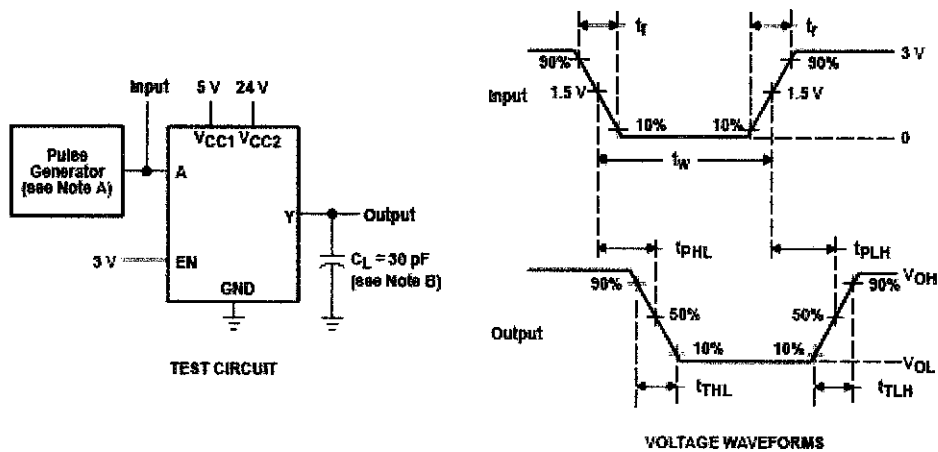 Input
5 V
24 V
VCC1
VCC2
Pulse
Generator
(see Note A)
A
Y
Output
3 V
EN
CL = 30 pF
(see Note B)
GND
TEST CIRCUIT
tf
tr
90%
90%
3 V
Input
1.5 V
1.5 V
10%
10%
0
tw
tPHL
tPLH
VOH
90%
90%
50%
50%
Output
10%
10%
VOL
tTHL
tTLH
VOLTAGE WAVEFORMS